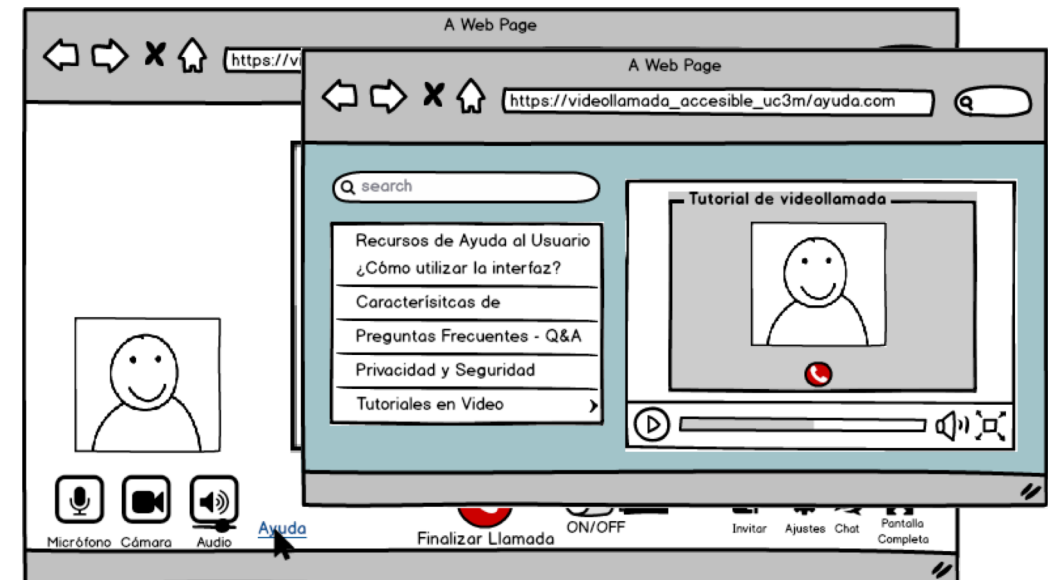 A Web Page
https://vi
A Web Page
https://videollamada_accesible_uc3m/ayuda.com
search
Recursos de Ayuda al Usuario
¿Cómo utilizar la interfaz?
Caracterísitcas de
Preguntas Frecuentes - Q&A
Privacidad y Seguridad
Tutoriales en Video
Tutorial de videollamada
Micrófono
Cámara
Audio
Ayuda
Finalizar Llamada
ON/OFF
Invitar
Ajustes
Chat
Pantalla
Completa